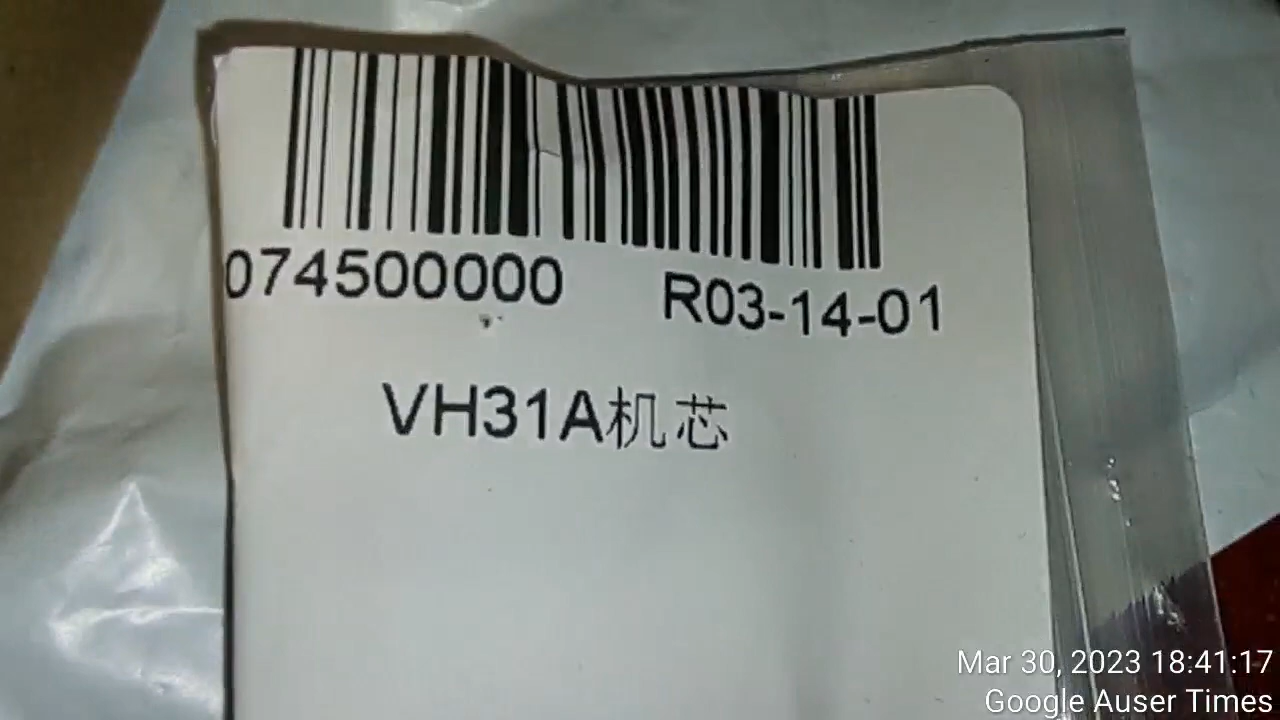 074500000 R03-14-01
VH31A机芯
Mar 30, 2023 18:41:17
Google Auser Times